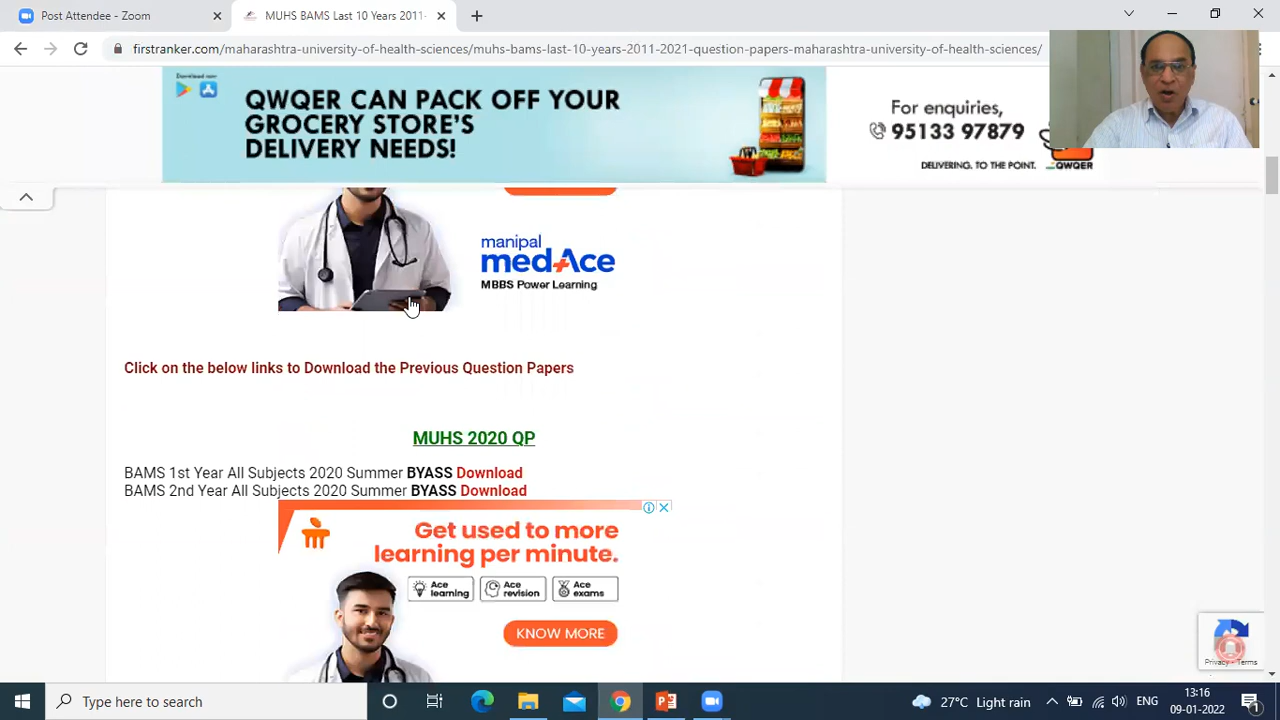 Post Attendee - Zoom
MUHS BAMS Last 10 Years 2011-
firstranker.com/maharashtra-university-of-health-sciences/muhs-bams-last-10-years-2011-2021-question-papers-maharashtra-university-of-health-sciences/
Download now
QWQER CAN PACK OFF YOUR
GROCERY STORE'S
DELIVERY NEEDS!
For enquiries,
95133 97879
DELIVERING. TO THE POINT.
QWQER
manipal
medAce
MBBS Power Learning
Click on the below links to Download the Previous Question Papers
MUHS 2020 QP
BAMS 1st Year All Subjects 2020 Summer BYASS Download
BAMS 2nd Year All Subjects 2020 Summer BYASS Download
Get used to more
learning per minute.
Ace learning
Ace revision
Ace exams
KNOW MORE
Privacy - Terms
Type here to search
27°C Light rain
ENG
13:16
09-01-2022
1